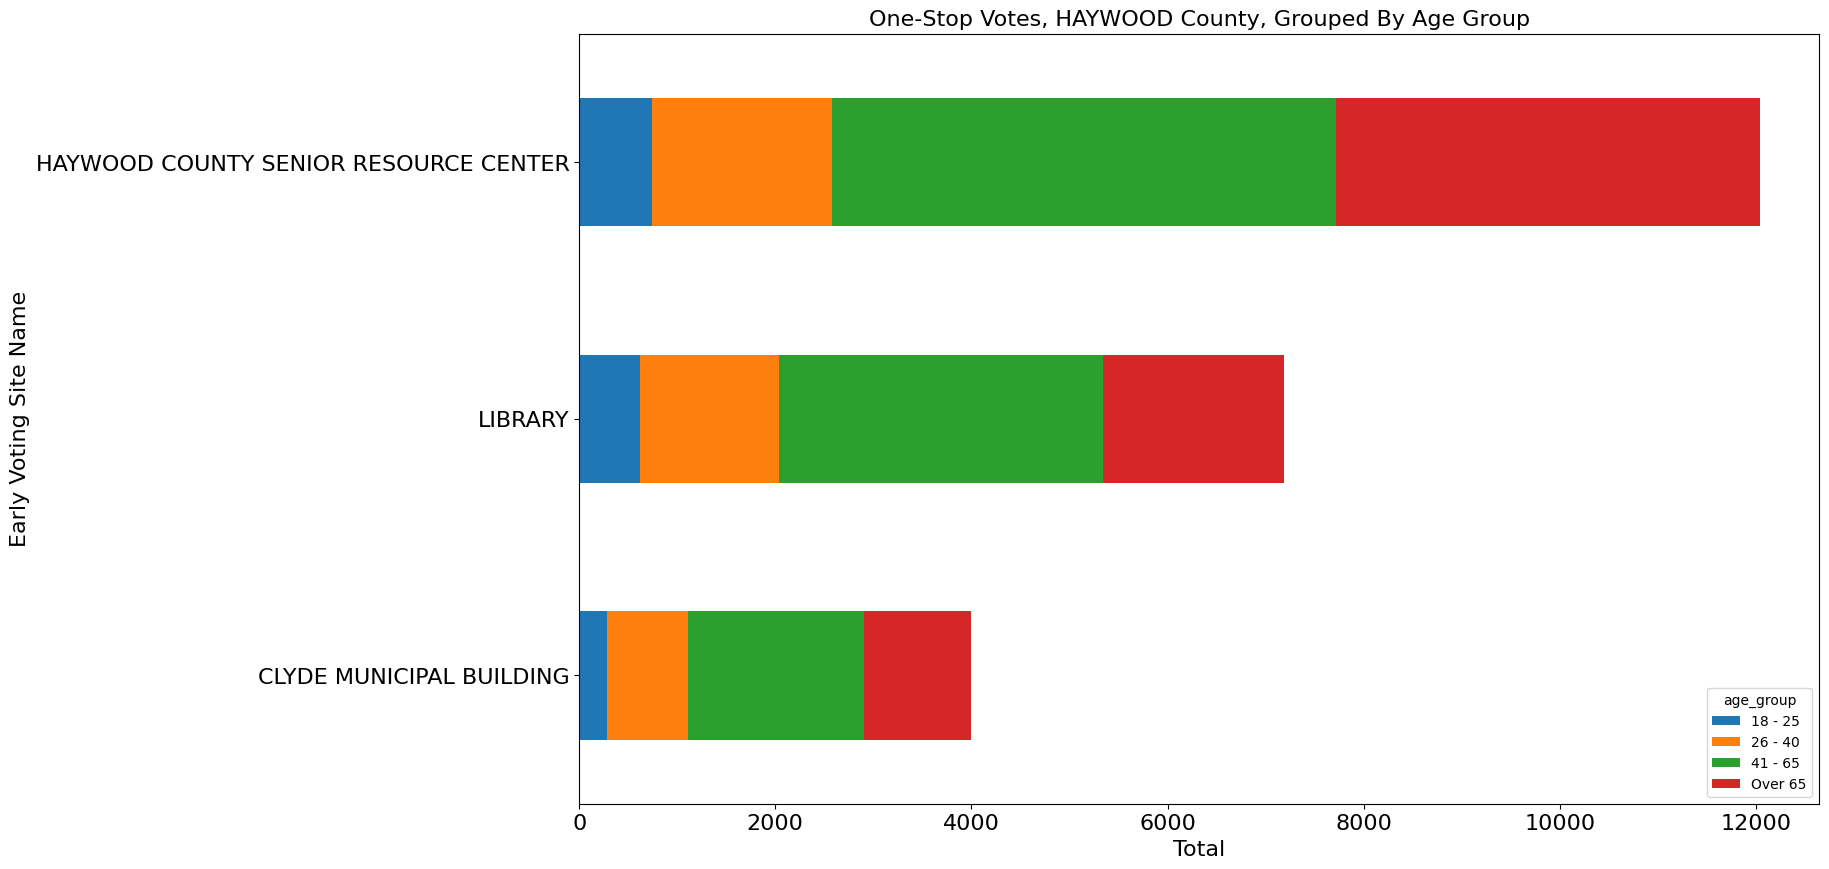 One-Stop Votes, HAYWOOD County, Grouped By Age Group
Early Voting Site Name
HAYWOOD COUNTY SENIOR RESOURCE CENTER
LIBRARY
CLYDE MUNICIPAL BUILDING
age_group
18 - 25
26 - 40
41 - 65
Over 65
0 2000 4000 6000 8000 10000 12000
Total